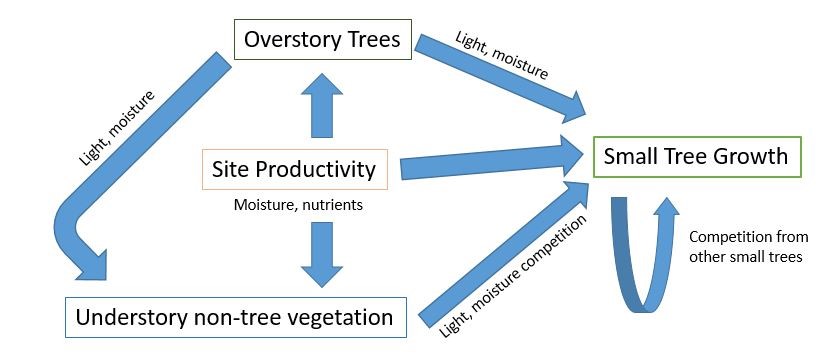 Overstory Trees
Light, moisture
Light, moisture
Site Productivity
Moisture, nutrients
Small Tree Growth
Competition from
other small trees
Light, moisture competition
Understory non-tree vegetation